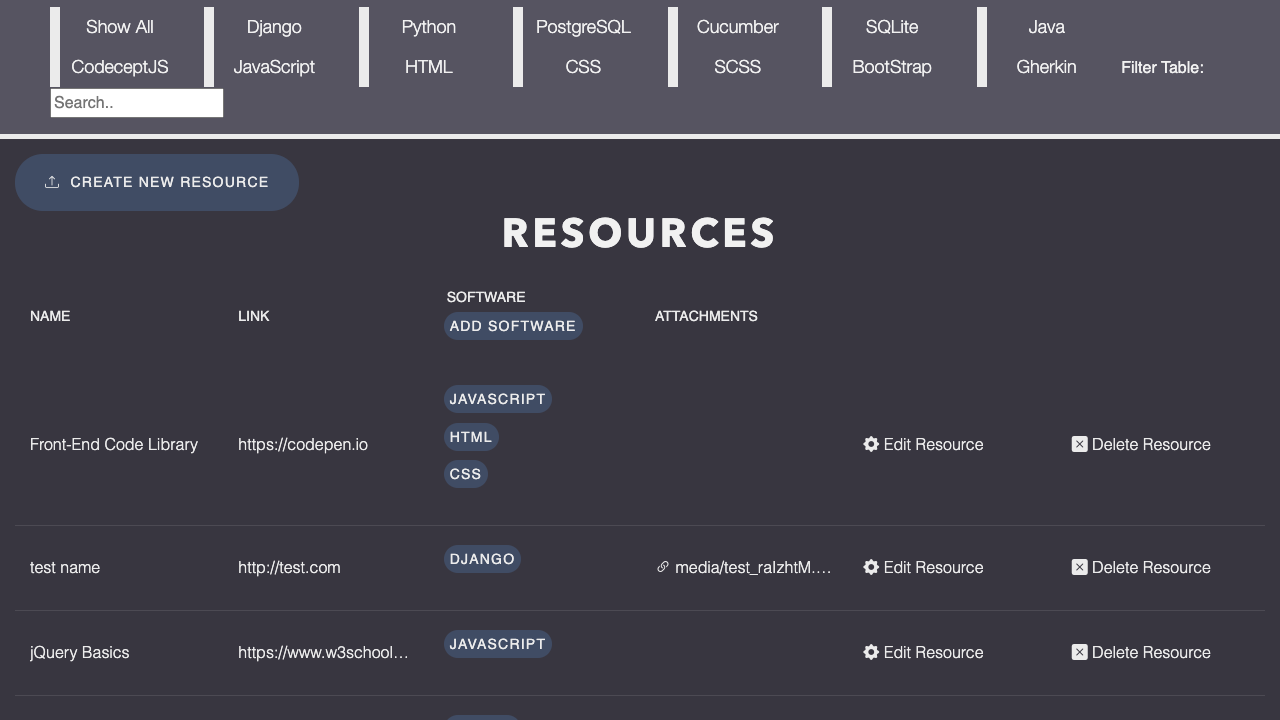 Show All Django Python PostgreSQL Cucumber SQLite Java
CodeceptJS JavaScript HTML CSS SCSS BootStrap Gherkin Filter Table:
Search..
CREATE NEW RESOURCE
RESOURCES
NAME LINK SOFTWARE ATTACHMENTS
ADD SOFTWARE
JAVASCRIPT
Front-End Code Library https://codepen.io HTML Edit Resource Delete Resource
CSS
test name http://test.com DJANGO media/test_raIzhtM.... Edit Resource Delete Resource
jQuery Basics https://www.w3school... JAVASCRIPT Edit Resource Delete Resource